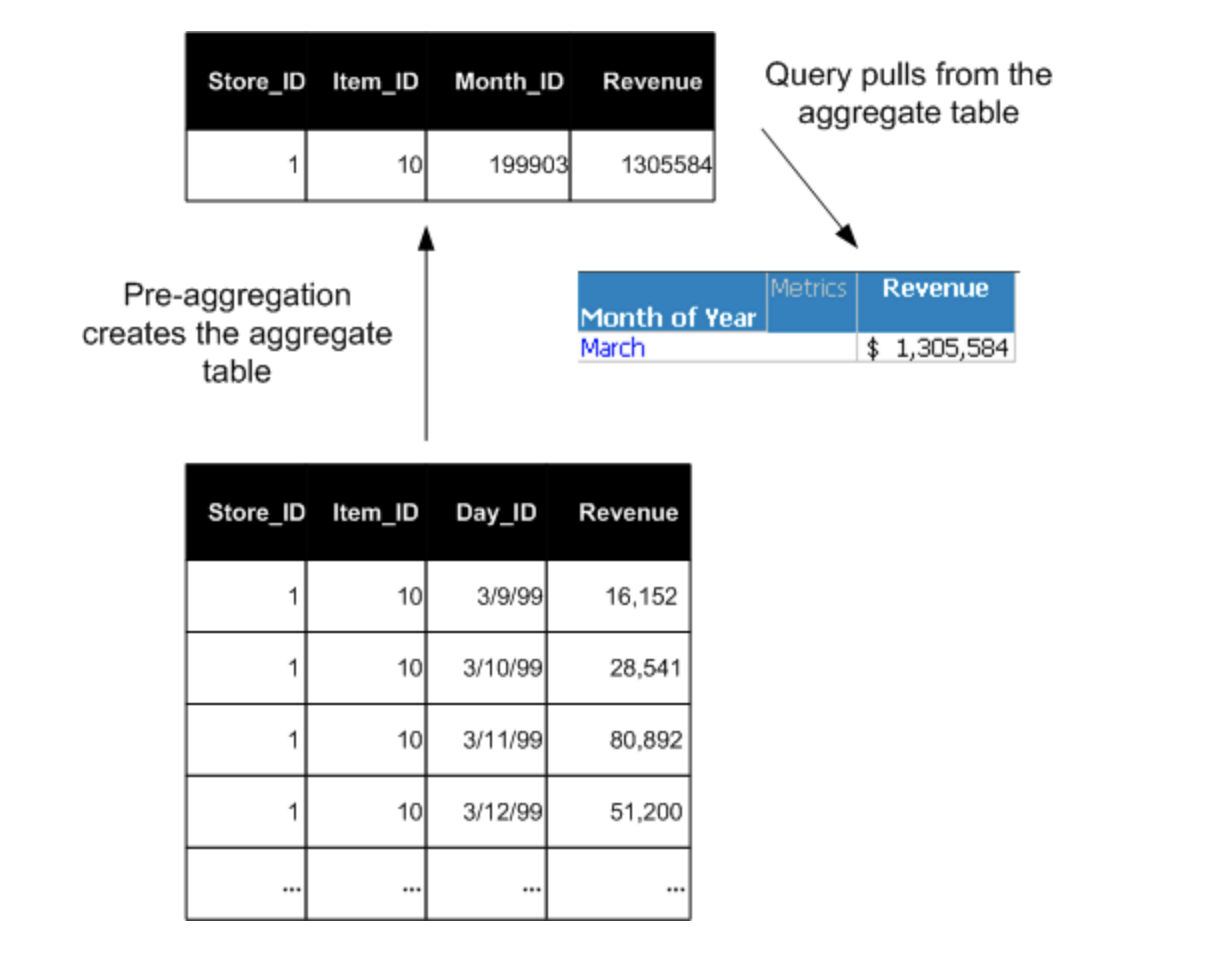 Store_ID Item_ID Month_ID Revenue
1 10 199903 1305584
Query pulls from the
aggregate table
Pre-aggregation
creates the aggregate
table
Metrics Revenue
Month of Year
March $ 1,305,584
Store_ID Item_ID Day_ID Revenue
1 10 3/9/99 16,152
1 10 3/10/99 28,541
1 10 3/11/99 80,892
1 10 3/12/99 51,200
... ... ... ...